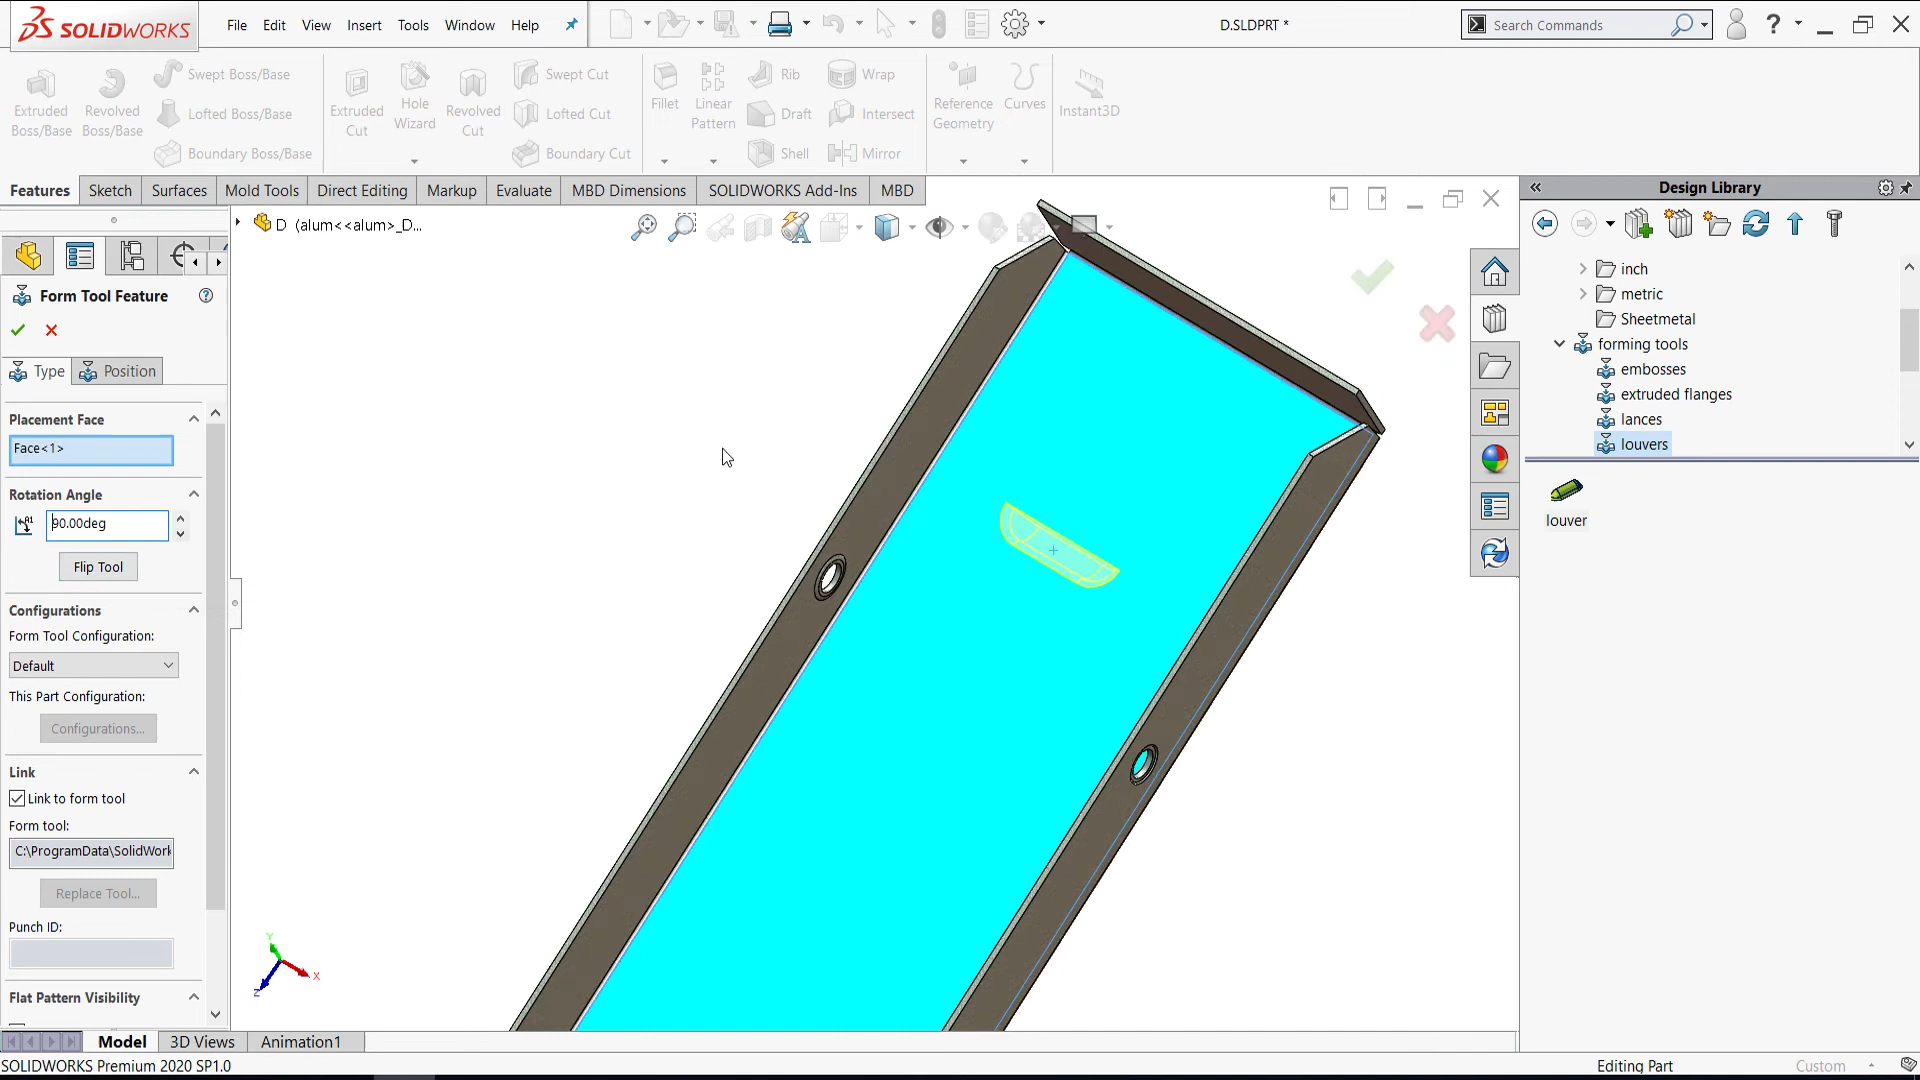 SOLIDWORKS
File Edit View Insert Tools Window Help
D.SLDPRT *
Search Commands
?
Extruded Boss/Base
Revolved Boss/Base
Swept Boss/Base
Lofted Boss/Base
Boundary Boss/Base
Extruded Cut
Hole Wizard
Revolved Cut
Swept Cut
Lofted Cut
Boundary Cut
Fillet
Linear Pattern
Rib
Draft
Shell
Wrap
Intersect
Mirror
Reference Geometry
Curves
Instant3D
Features Sketch Surfaces Mold Tools Direct Editing Markup Evaluate MBD Dimensions SOLIDWORKS Add-Ins MBD
D (alum<<alum>_D...
Form Tool Feature
?
Type Position
Placement Face
Face<1>
Rotation Angle
90.00deg
Flip Tool
Configurations
Form Tool Configuration:
Default
This Part Configuration:
Configurations...
Link
Link to form tool
Form tool:
C:\ProgramData\SolidWork
Replace Tool...
Punch ID:
Flat Pattern Visibility
Y
X
Z
Design Library
inch
metric
Sheetmetal
forming tools
embosses
extruded flanges
lances
louvers
louver
Model 3D Views Animation1
SOLIDWORKS Premium 2020 SP1.0
Editing Part
Custom